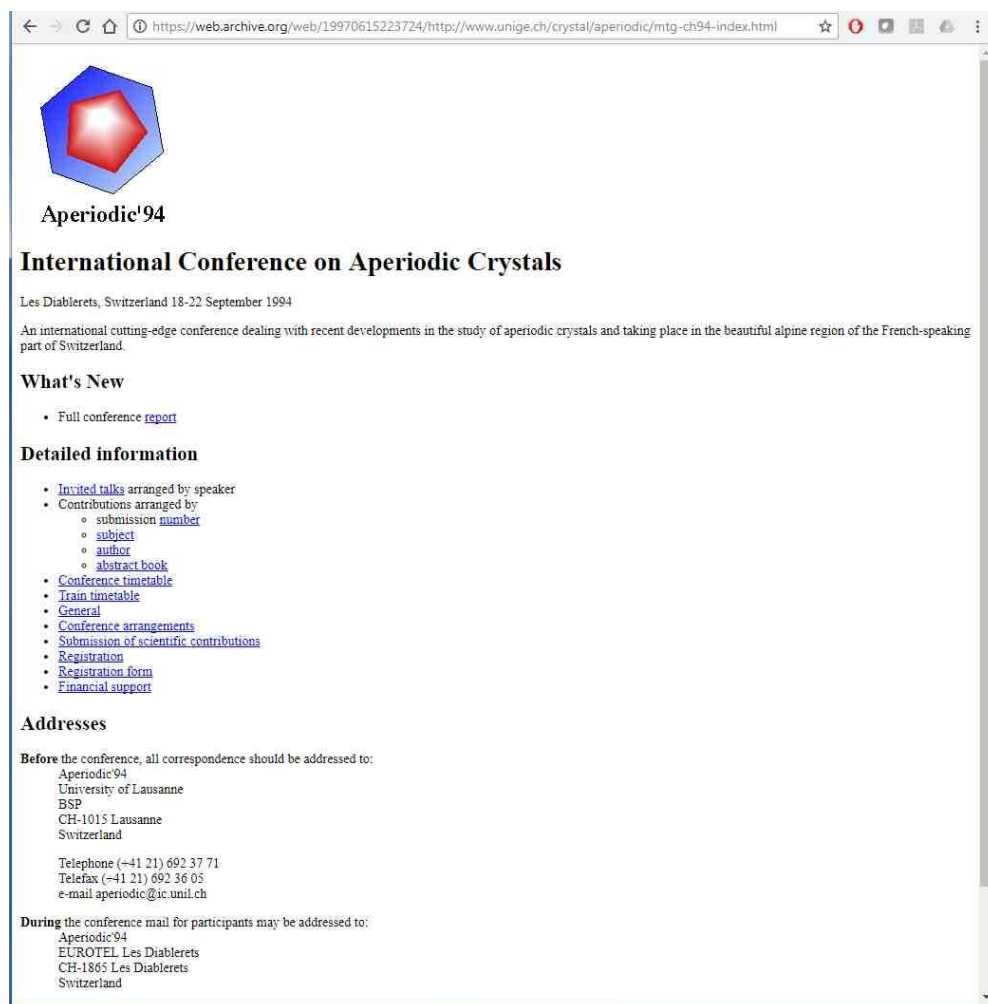 https://web.archive.org/web/19970615223724/http://www.unige.ch/crystal/aperiodic/mtg-ch94-index.html
Aperiodic'94
International Conference on Aperiodic Crystals
Les Diablerets, Switzerland 18-22 September 1994
An international cutting-edge conference dealing with recent developments in the study of aperiodic crystals and taking place in the beautiful alpine region of the French-speaking
part of Switzerland.
What's New
• Full conference report
Detailed information
• Invited talks arranged by speaker
• Contributions arranged by
○ submission number
○ subject
○ author
○ abstract book
• Conference timetable
• Train timetable
• General
• Conference arrangements
• Submission of scientific contributions
• Registration
• Registration form
• Financial support
Addresses
Before the conference, all correspondence should be addressed to:
Aperiodic'94
University of Lausanne
BSP
CH-1015 Lausanne
Switzerland
Telephone (+41 21) 692 37 71
Telefax (+41 21) 692 36 05
e-mail aperiodic@ic.unil.ch
During the conference mail for participants may be addressed to:
Aperiodic'94
EUROTEL Les Diablerets
CH-1865 Les Diablerets
Switzerland